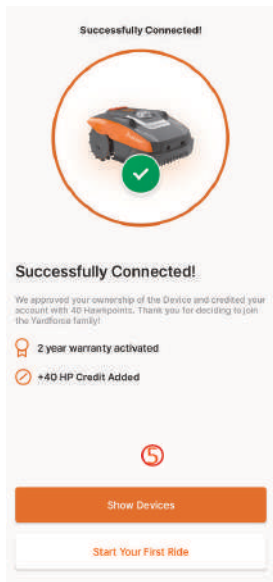 Successfully Connected!
Successfully Connected!
We approved your ownership of the Device and credited your
account with 40 Hawkpoints. Thank you for deciding to join
the Yardforce family!
2 year warranty activated
+40 HP Credit Added
5
Show Devices
Start Your First Ride